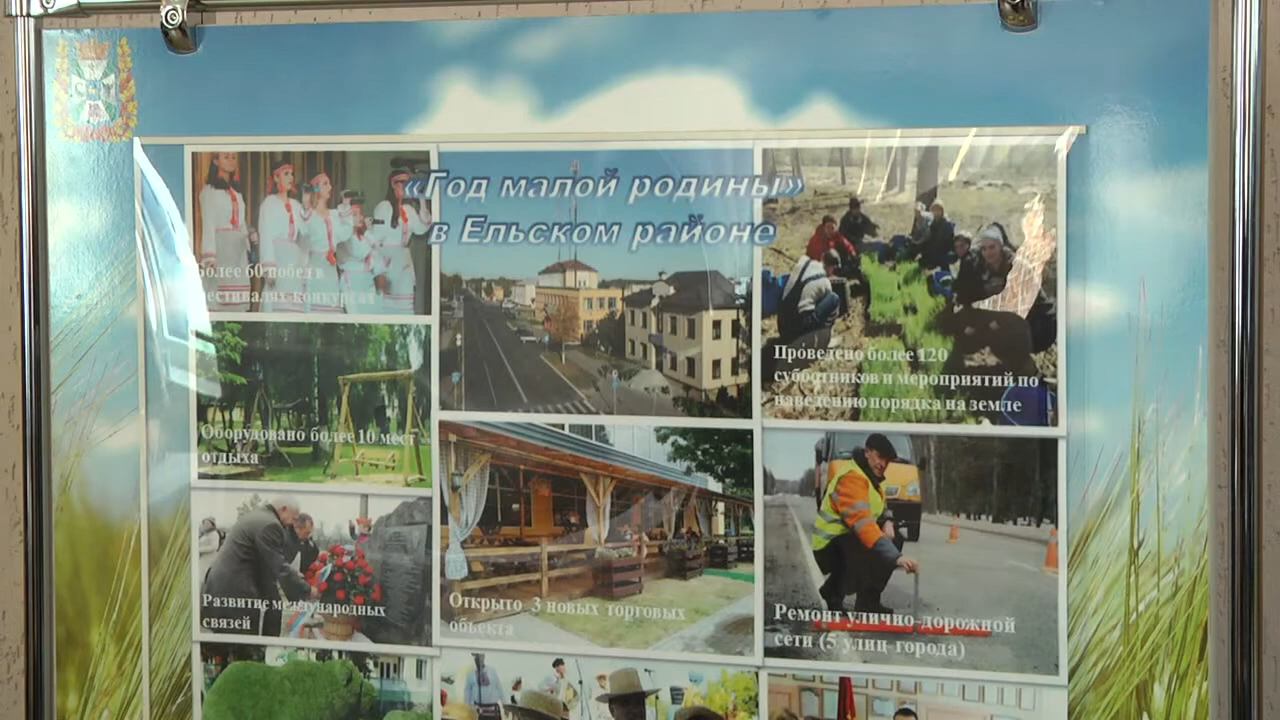 «Год малой родины»
в Ельском районе
Более 60 побед в
фестивалях-конкурсах
Проведено более 120
субботников и мероприятий по
наведению порядка на земле
Оборудовано более 10 мест
отдыха
Развитие международных
связей
Открыто 3 новых торговых
объекта
Ремонт улично-дорожной
сети (5 улиц города)